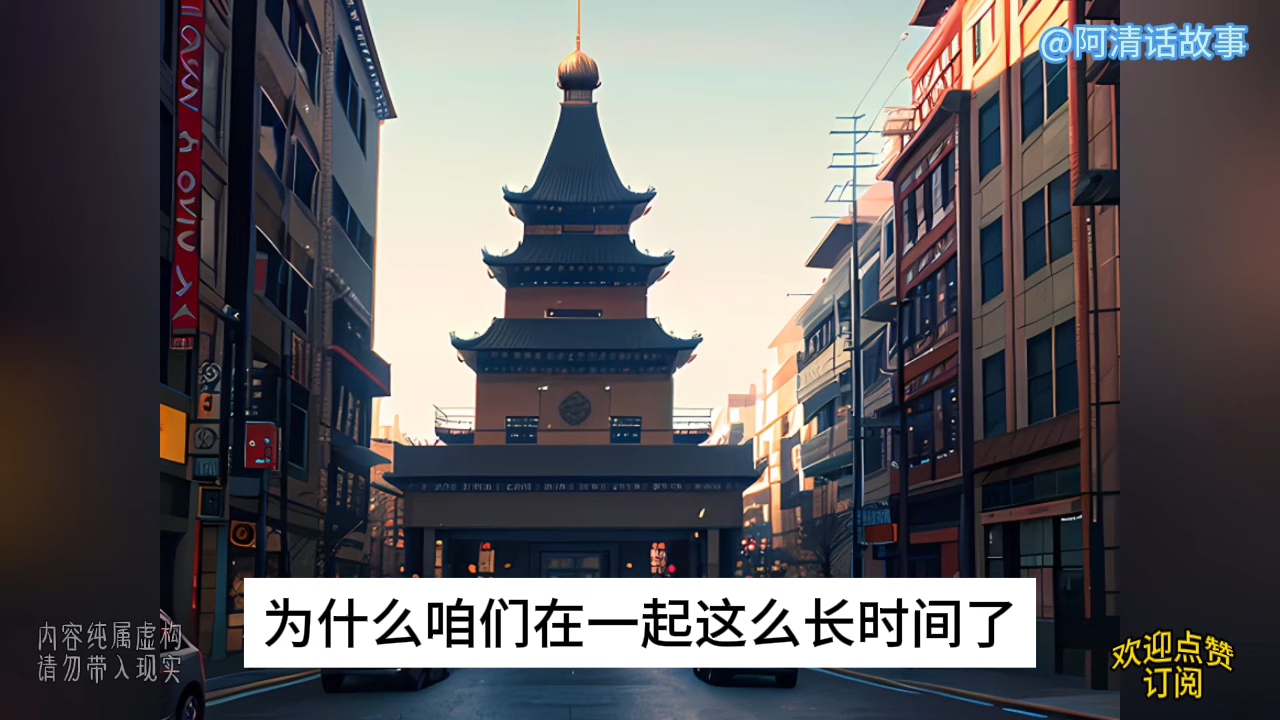 @阿清话故事
为什么咱们在一起这么长时间了
内容纯属虚构
请勿带入现实
欢迎点赞
订阅